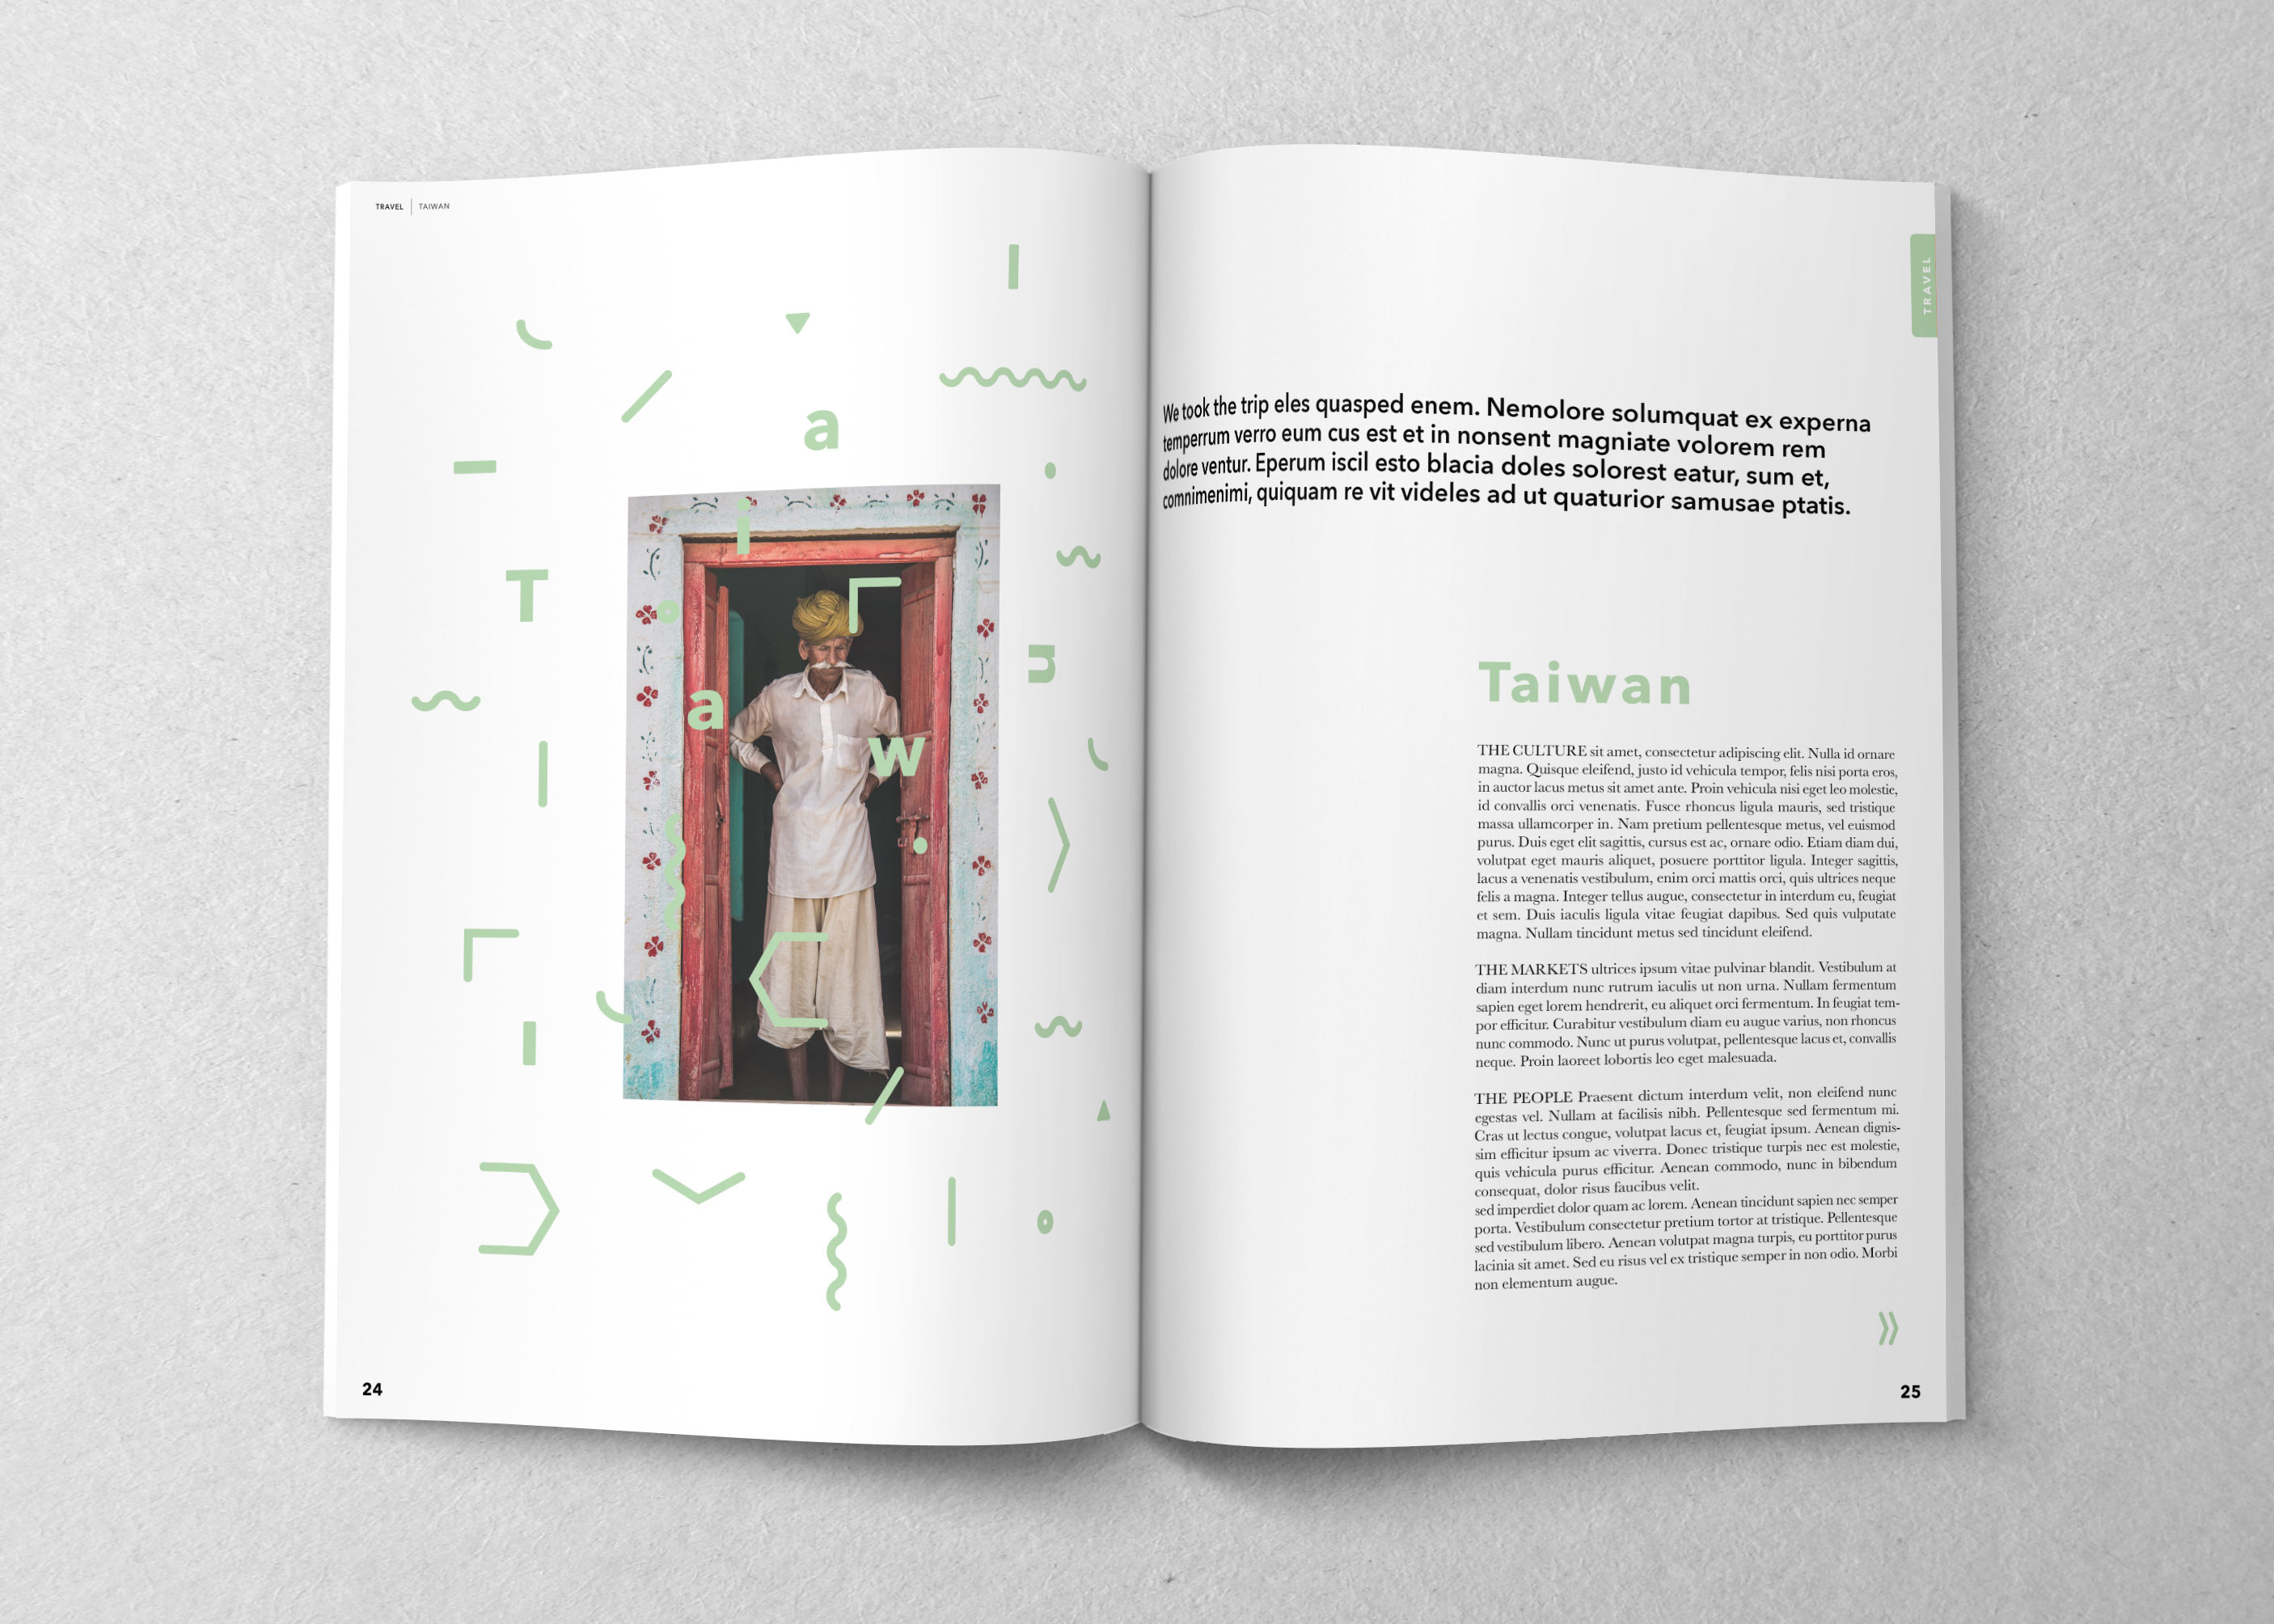 TRAVEL | TAIWAN
a
i
T
a
w
n
24
TRAVEL
We took the trip eles quasped enem. Nemolore solumquat ex experna
temperrum verro eum cus est et in nonsent magniate volorem rem
dolore ventur. Eperum iscil esto blacia doles solorest eatur, sum et,
comnimenimi, quiquam re vit videles ad ut quaturior samusae ptatis.
Taiwan
THE CULTURE sit amet, consectetur adipiscing elit. Nulla id ornare
magna. Quisque eleifend, justo id vehicula tempor, felis nisi porta eros,
in auctor lacus metus sit amet ante. Proin vehicula nisi eget leo molestie,
id convallis orci venenatis. Fusce rhoncus ligula mauris, sed tristique
massa ullamcorper in. Nam pretium pellentesque metus, vel euismod
purus. Duis eget elit sagittis, cursus est ac, ornare odio. Etiam diam dui,
volutpat eget mauris aliquet, posuere porttitor ligula. Integer sagittis,
lacus a venenatis vestibulum, enim orci mattis orci, quis ultrices neque
felis a magna. Integer tellus augue, consectetur in interdum eu, feugiat
et sem. Duis iaculis ligula vitae feugiat dapibus. Sed quis vulputate
magna. Nullam tincidunt metus sed tincidunt eleifend.
THE MARKETS ultrices ipsum vitae pulvinar blandit. Vestibulum at
diam interdum nunc rutrum iaculis ut non urna. Nullam fermentum
sapien eget lorem hendrerit, eu aliquet orci fermentum. In feugiat tem-
por efficitur. Curabitur vestibulum diam eu augue varius, non rhoncus
nunc commodo. Nunc ut purus volutpat, pellentesque lacus et, convallis
neque. Proin laoreet lobortis leo eget malesuada.
THE PEOPLE Praesent dictum interdum velit, non eleifend nunc
egestas vel. Nullam at facilisis nibh. Pellentesque sed fermentum mi.
Cras ut lectus congue, volutpat lacus et, feugiat ipsum. Aenean dignis-
sim efficitur ipsum ac viverra. Donec tristique turpis nec est molestie,
quis vehicula purus efficitur. Aenean commodo, nunc in bibendum
consequat, dolor risus faucibus velit.
sed imperdiet dolor quam ac lorem. Aenean tincidunt sapien nec semper
porta. Vestibulum consectetur pretium tortor at tristique. Pellentesque
sed vestibulum libero. Aenean volutpat magna turpis, eu porttitor purus
lacinia sit amet. Sed eu risus vel ex tristique semper in non odio. Morbi
non elementum augue.
25